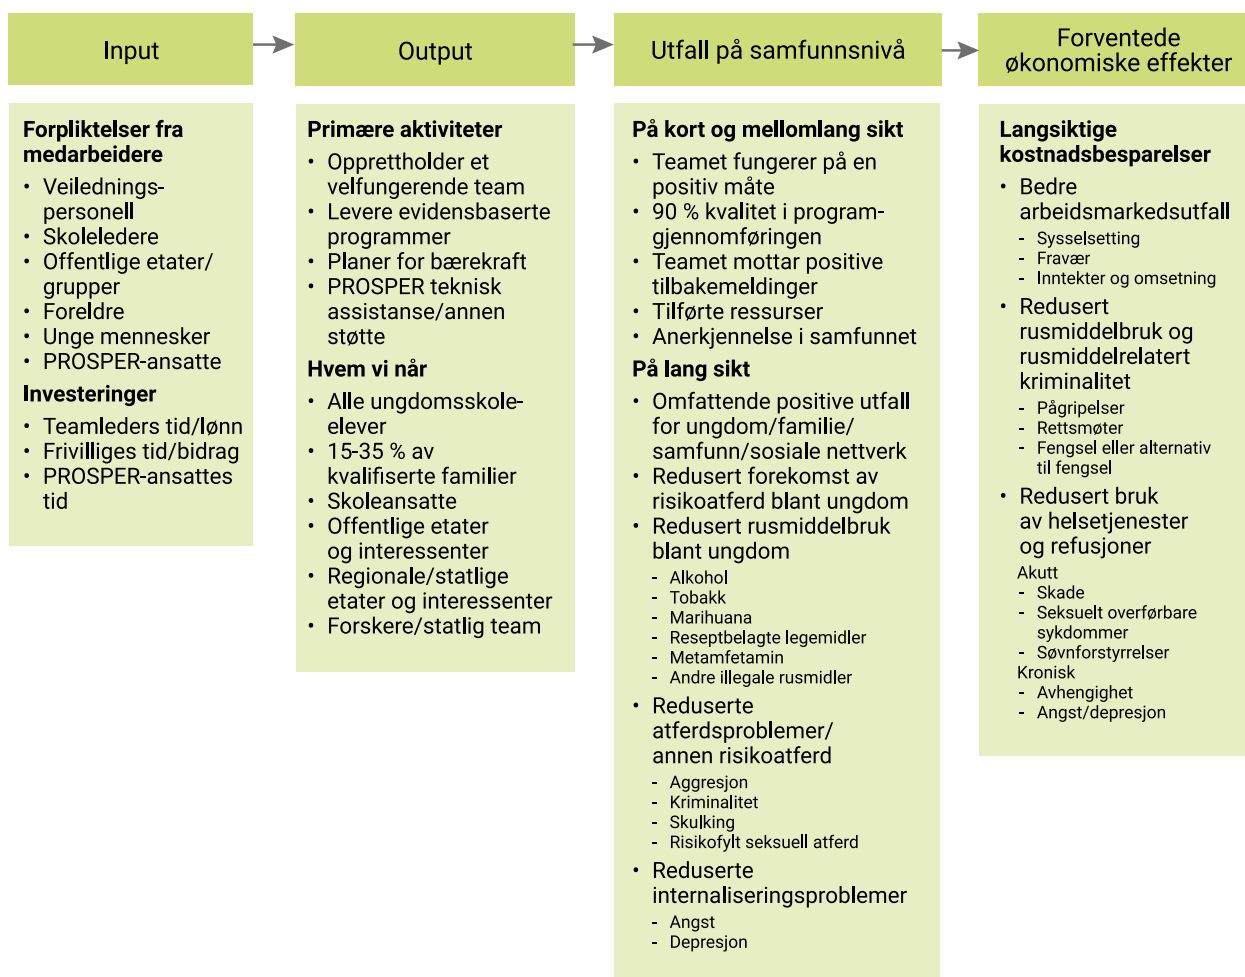 Input
Output
Utfall på samfunnsnivå
Forventede
økonomiske effekter
Forpliktelser fra
medarbeidere
• Veilednings-
personell
• Skoleledere
• Offentlige etater/
grupper
• Foreldre
• Unge mennesker
• PROSPER-ansatte
Investeringer
• Teamleders tid/lønn
• Frivilliges tid/bidrag
• PROSPER-ansattes
tid
Primære aktiviteter
• Opprettholder et
velfungerende team
• Levere evidensbaserte
programmer
• Planer for bærekraft
• PROSPER teknisk
assistanse/annen
støtte
Hvem vi når
• Alle ungdomsskole-
elever
• 15-35 % av
kvalifiserte familier
• Skoleansatte
• Offentlige etater
og interessenter
• Regionale/statlige
etater og interessenter
• Forskere/statlig team
På kort og mellomlang sikt
• Teamet fungerer på en
positiv måte
• 90 % kvalitet i program-
gjennomføringen
• Teamet mottar positive
tilbakemeldinger
• Tilførte ressurser
• Anerkjennelse i samfunnet
På lang sikt
• Omfattende positive utfall
for ungdom/familie/
samfunn/sosiale nettverk
• Redusert forekomst av
risikoatferd blant ungdom
• Redusert rusmiddelbruk
blant ungdom
- Alkohol
- Tobakk
- Marihuana
- Reseptbelagte legemidler
- Metamfetamin
- Andre illegale rusmidler
• Reduserte
atferdsproblemer/
annen risikoatferd
- Aggresjon
- Kriminalitet
- Skulking
- Risikofylt seksuell atferd
• Reduserte
internaliseringsproblemer
- Angst
- Depresjon
Langsiktige
kostnadsbesparelser
• Bedre
arbeidsmarkedsutfall
- Sysselsetting
- Fravær
- Inntekter og omsetning
• Redusert
rusmiddelbruk og
rusmiddelrelatert
kriminalitet
- Pågripelser
- Rettsmøter
- Fengsel eller alternativ
til fengsel
• Redusert bruk
av helsetjenester
og refusjoner
Akutt
- Skade
- Seksuelt overførbare
sykdommer
- Søvnforstyrrelser
Kronisk
- Avhengighet
- Angst/depresjon